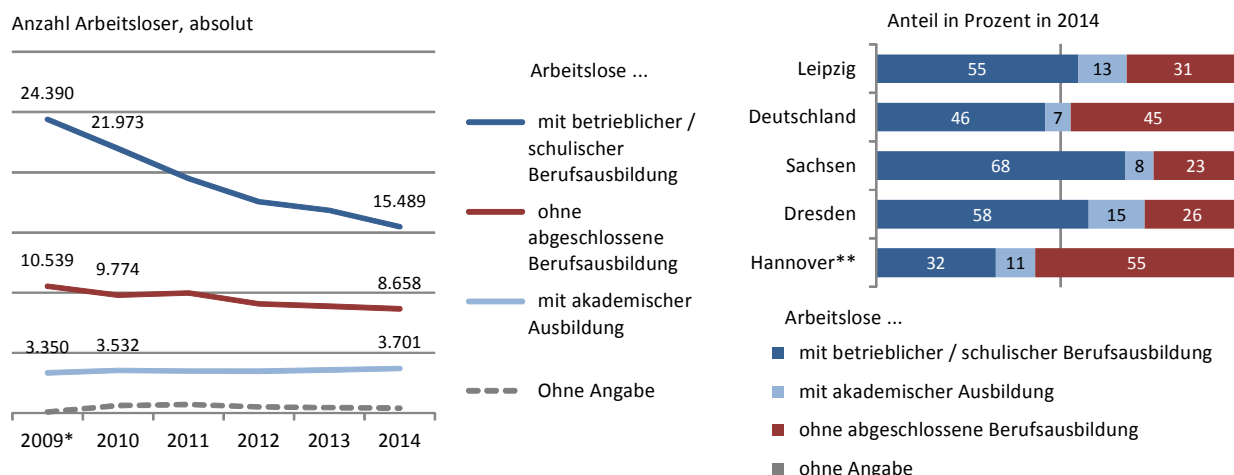 Anzahl Arbeitsloser, absolut
24.390
21.973
15.489
10.539
9.774
8.658
3.350
3.532
3.701
2009*
2010
2011
2012
2013
2014
Arbeitslose ...
mit betrieblicher /
schulischer
Berufsausbildung
ohne
abgeschlossene
Berufsausbildung
mit akademischer
Ausbildung
Ohne Angabe
Anteil in Prozent in 2014
Leipzig 55 13 31
Deutschland 46 7 45
Sachsen 68 8 23
Dresden 58 15 26
Hannover** 32 11 55
Arbeitslose ...
mit betrieblicher / schulischer Berufsausbildung
mit akademischer Ausbildung
ohne abgeschlossene Berufsausbildung
ohne Angabe